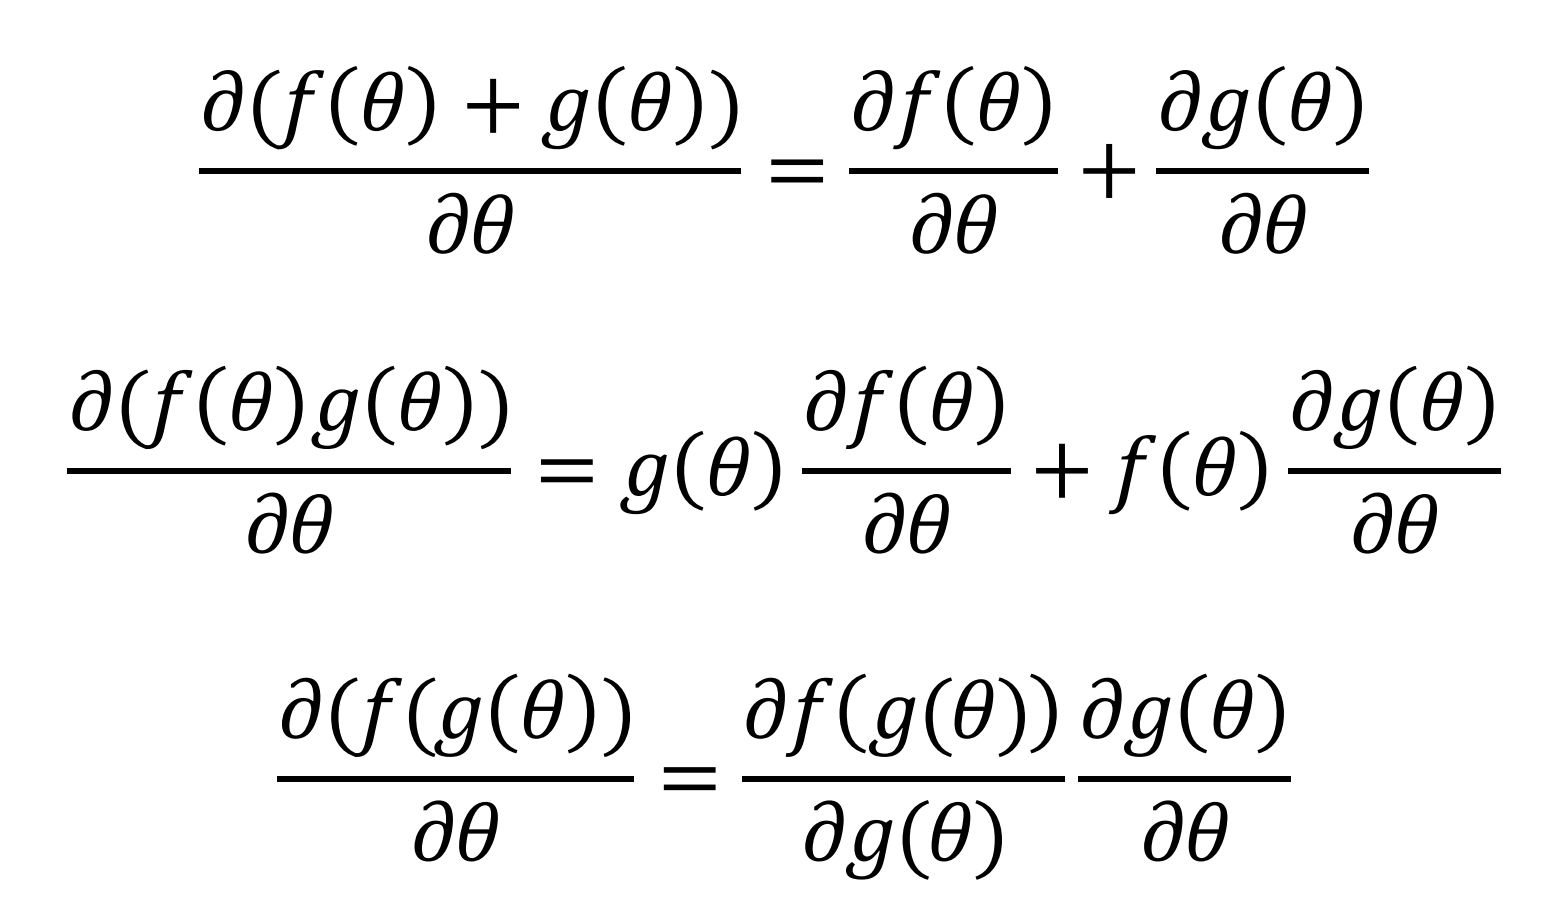 ∂(f(θ) + g(θ))/∂θ = ∂f(θ)/∂θ + ∂g(θ)/∂θ
∂(f(θ)g(θ))/∂θ = g(θ) ∂f(θ)/∂θ + f(θ) ∂g(θ)/∂θ
∂(f(g(θ))/∂θ = ∂f(g(θ))/∂g(θ) ∂g(θ)/∂θ